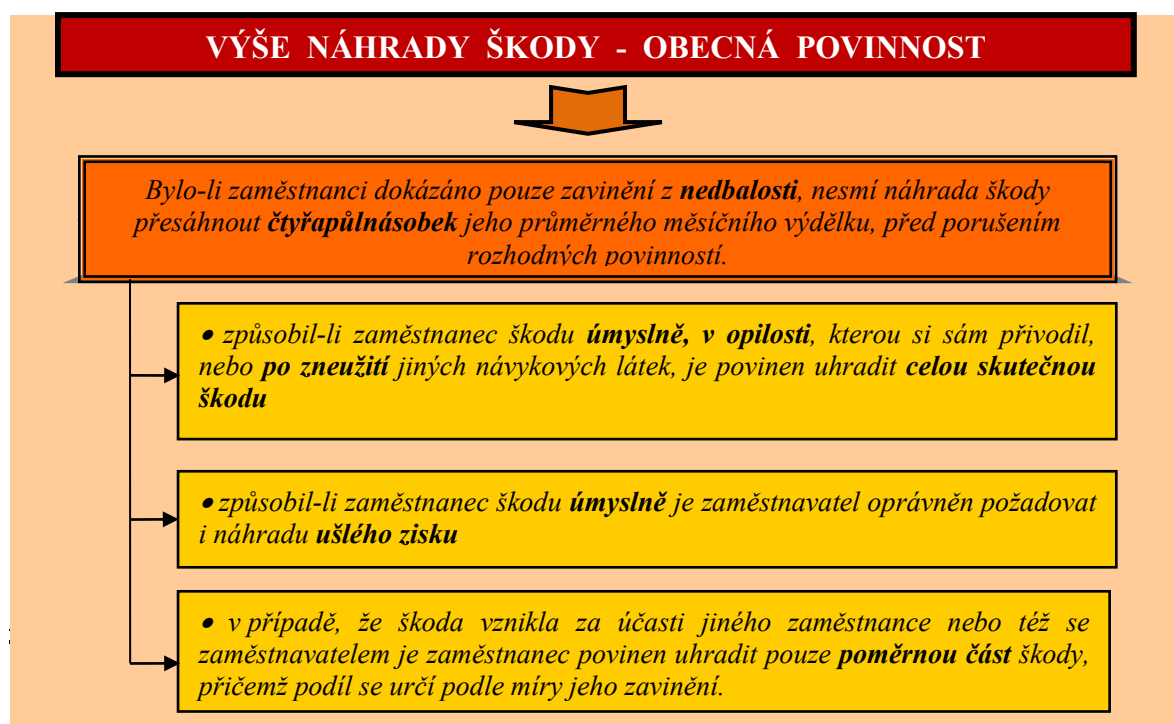 VÝŠE NÁHRADY ŠKODY - OBECNÁ POVINNOST
Bylo-li zaměstnanci dokázáno pouze zavinění z nedbalosti, nesmí náhrada škody
přesáhnout čtyřapůlnásobek jeho průměrného měsíčního výdělku, před porušením
rozhodných povinností.
• způsobil-li zaměstnanec škodu úmyslně, v opilosti, kterou si sám přivodil,
nebo po zneužití jiných návykových látek, je povinen uhradit celou skutečnou
škodu
• způsobil-li zaměstnanec škodu úmyslně je zaměstnavatel oprávněn požadovat
i náhradu ušlého zisku
• v případě, že škoda vznikla za účasti jiného zaměstnance nebo též se
zaměstnavatelem je zaměstnanec povinen uhradit pouze poměrnou část škody,
přičemž podíl se určí podle míry jeho zavinění.